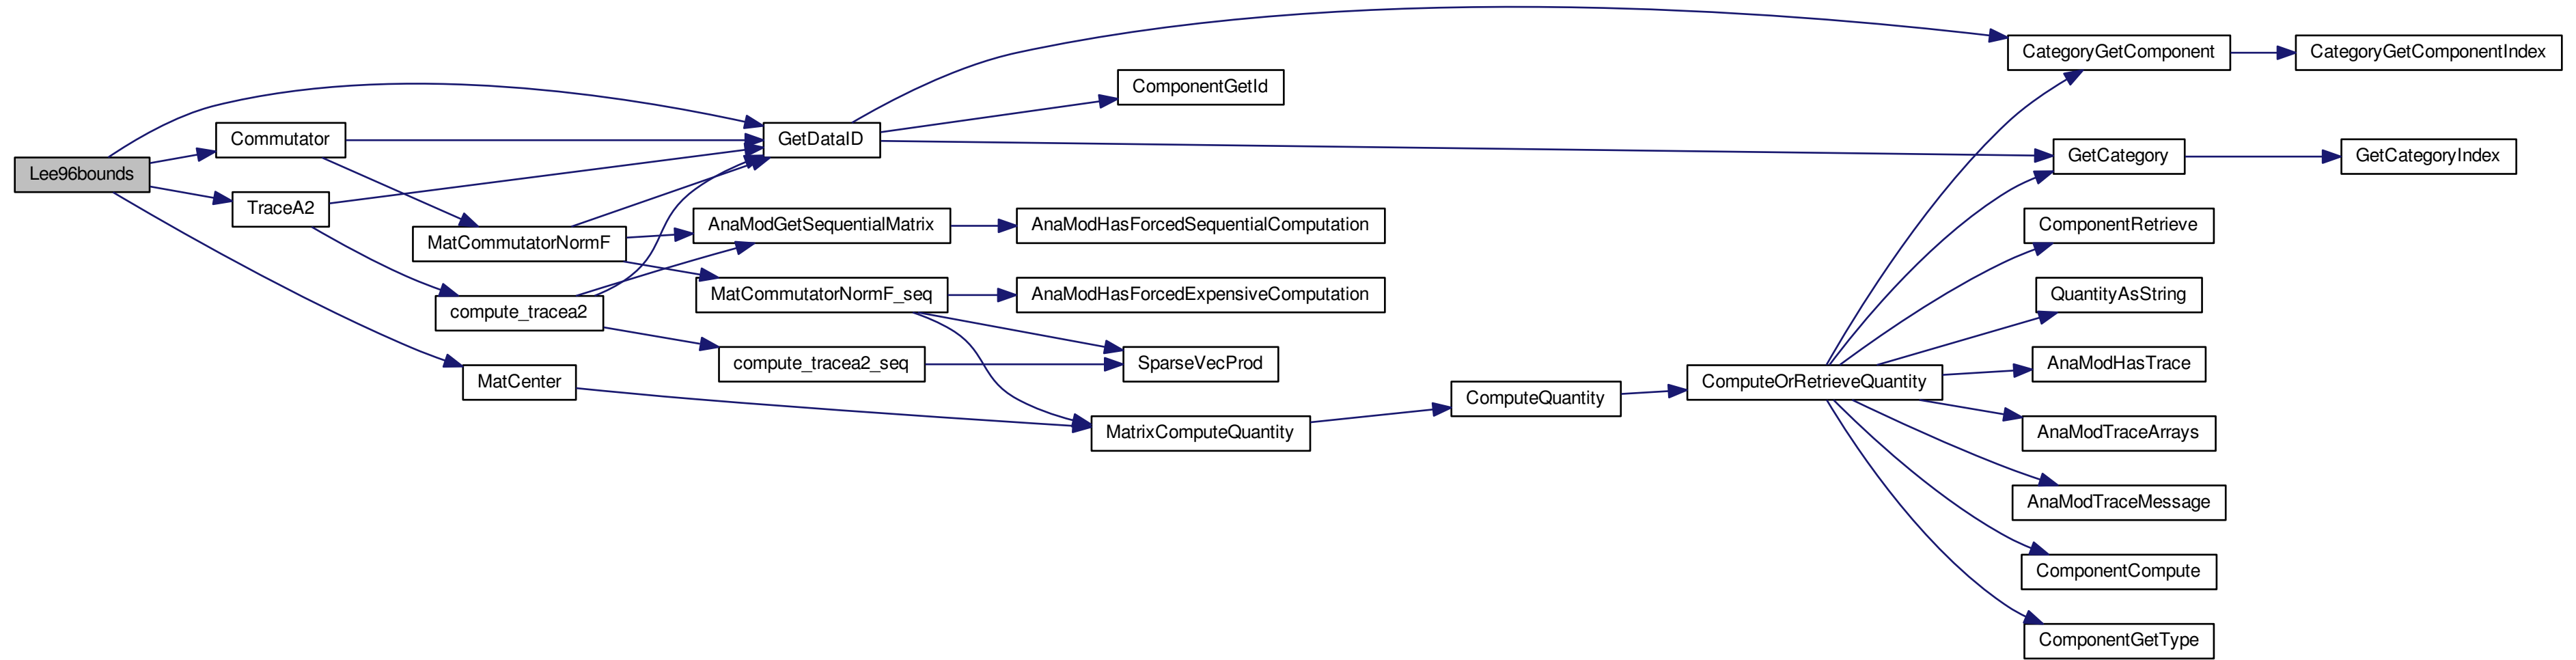 Lee96bounds
Commutator
TraceA2
MatCommutatorNormF
compute_tracea2
MatCenter
GetDataID
AnaModGetSequentialMatrix
MatCommutatorNormF_seq
compute_tracea2_seq
ComponentGetId
AnaModHasForcedSequentialComputation
AnaModHasForcedExpensiveComputation
SparseVecProd
MatrixComputeQuantity
ComputeQuantity
ComputeOrRetrieveQuantity
CategoryGetComponent
GetCategory
ComponentRetrieve
QuantityAsString
AnaModHasTrace
AnaModTraceArrays
AnaModTraceMessage
ComponentCompute
ComponentGetType
CategoryGetComponentIndex
GetCategoryIndex